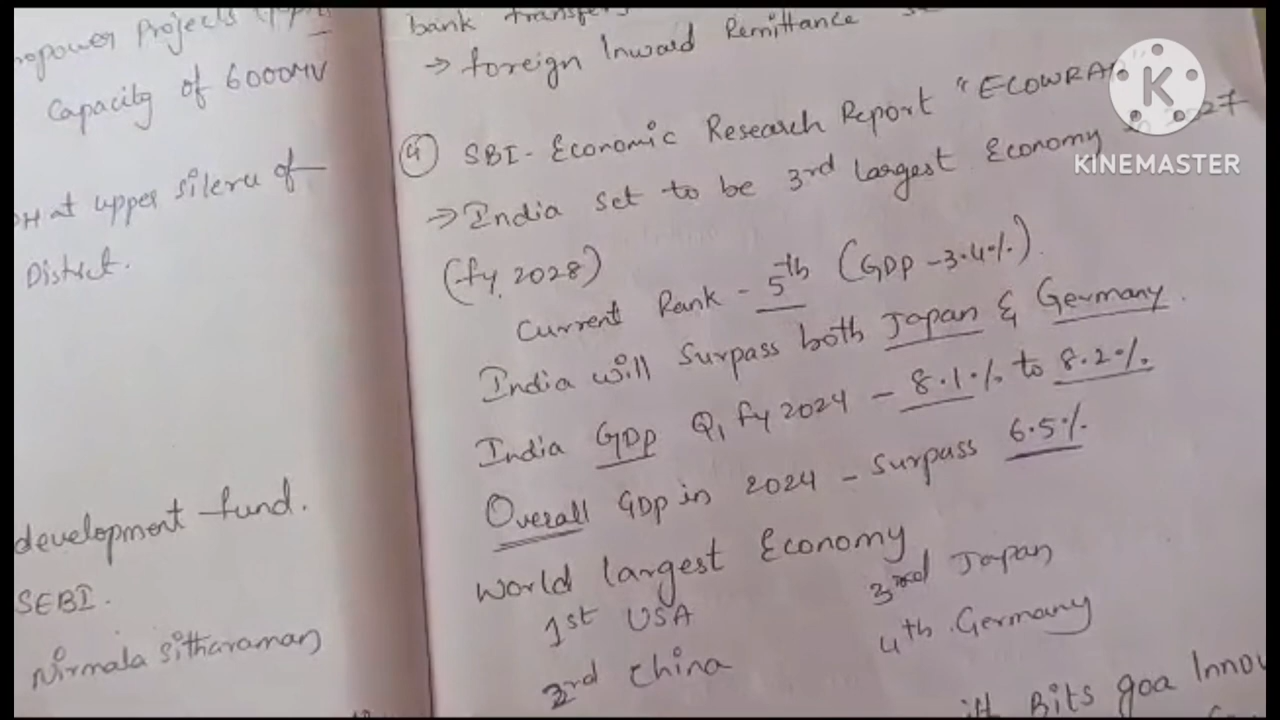 Projects
Capacity of 6000MV
at upper Sileru of
District.
development fund.
SEBI.
Nirmala Sitharaman
bank transfers
→ foreign Inward Remittance
④ SBI - Economic Research Report "ECOWRAP"
→ India set to be 3rd largest Economy in 2027
(fy 2028)
Current Rank - 5th (GDP - 3.4%).
India will surpass both Japan & Germany.
India GDP Q1 fy 2024 - 8.1% to 8.2%
Overall GDP in 2024 - surpass 6.5%.
World largest Economy
1st USA
3rd Japan
2rd China
4th Germany
Bits goa
K
KINEMASTER